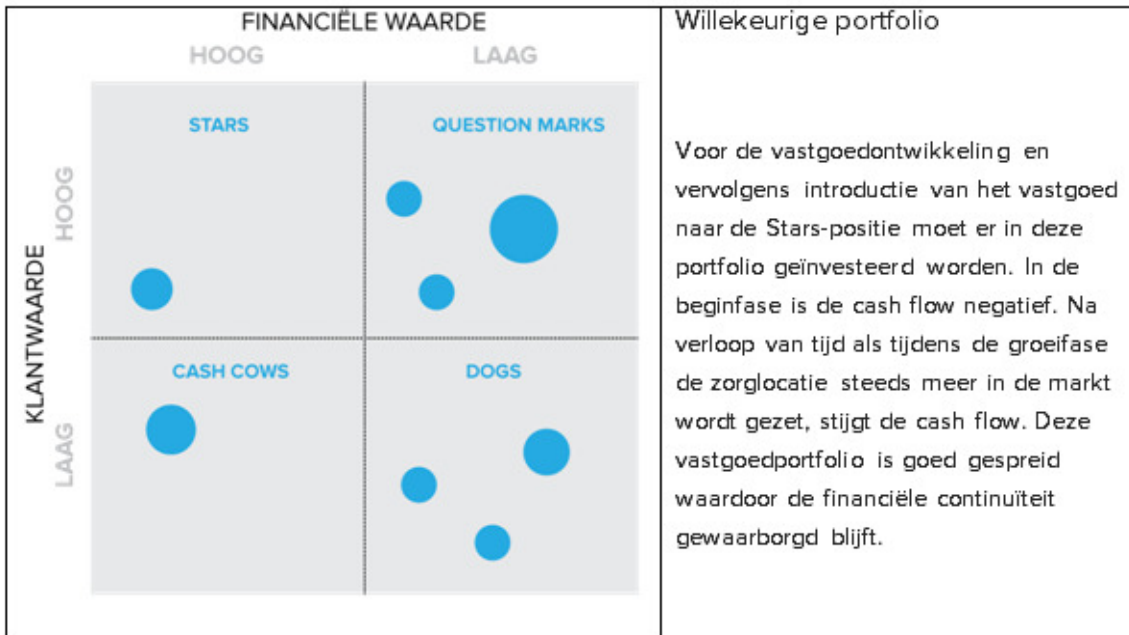 FINANCIËLE WAARDE
HOOG
LAAG
KLANTWAARDE
HOOG
LAAG
STARS
QUESTION MARKS
CASH COWS
DOGS
Willekeurige portfolio
Voor de vastgoedontwikkeling en
vervolgens introductie van het vastgoed
naar de Stars-positie moet er in deze
portfolio geïnvesteerd worden. In de
beginfase is de cash flow negatief. Na
verloop van tijd als tijdens de groeifase
de zorglocatie steeds meer in de markt
wordt gezet, stijgt de cash flow. Deze
vastgoedportfolio is goed gespreid
waardoor de financiële continuïteit
gewaarborgd blijft.